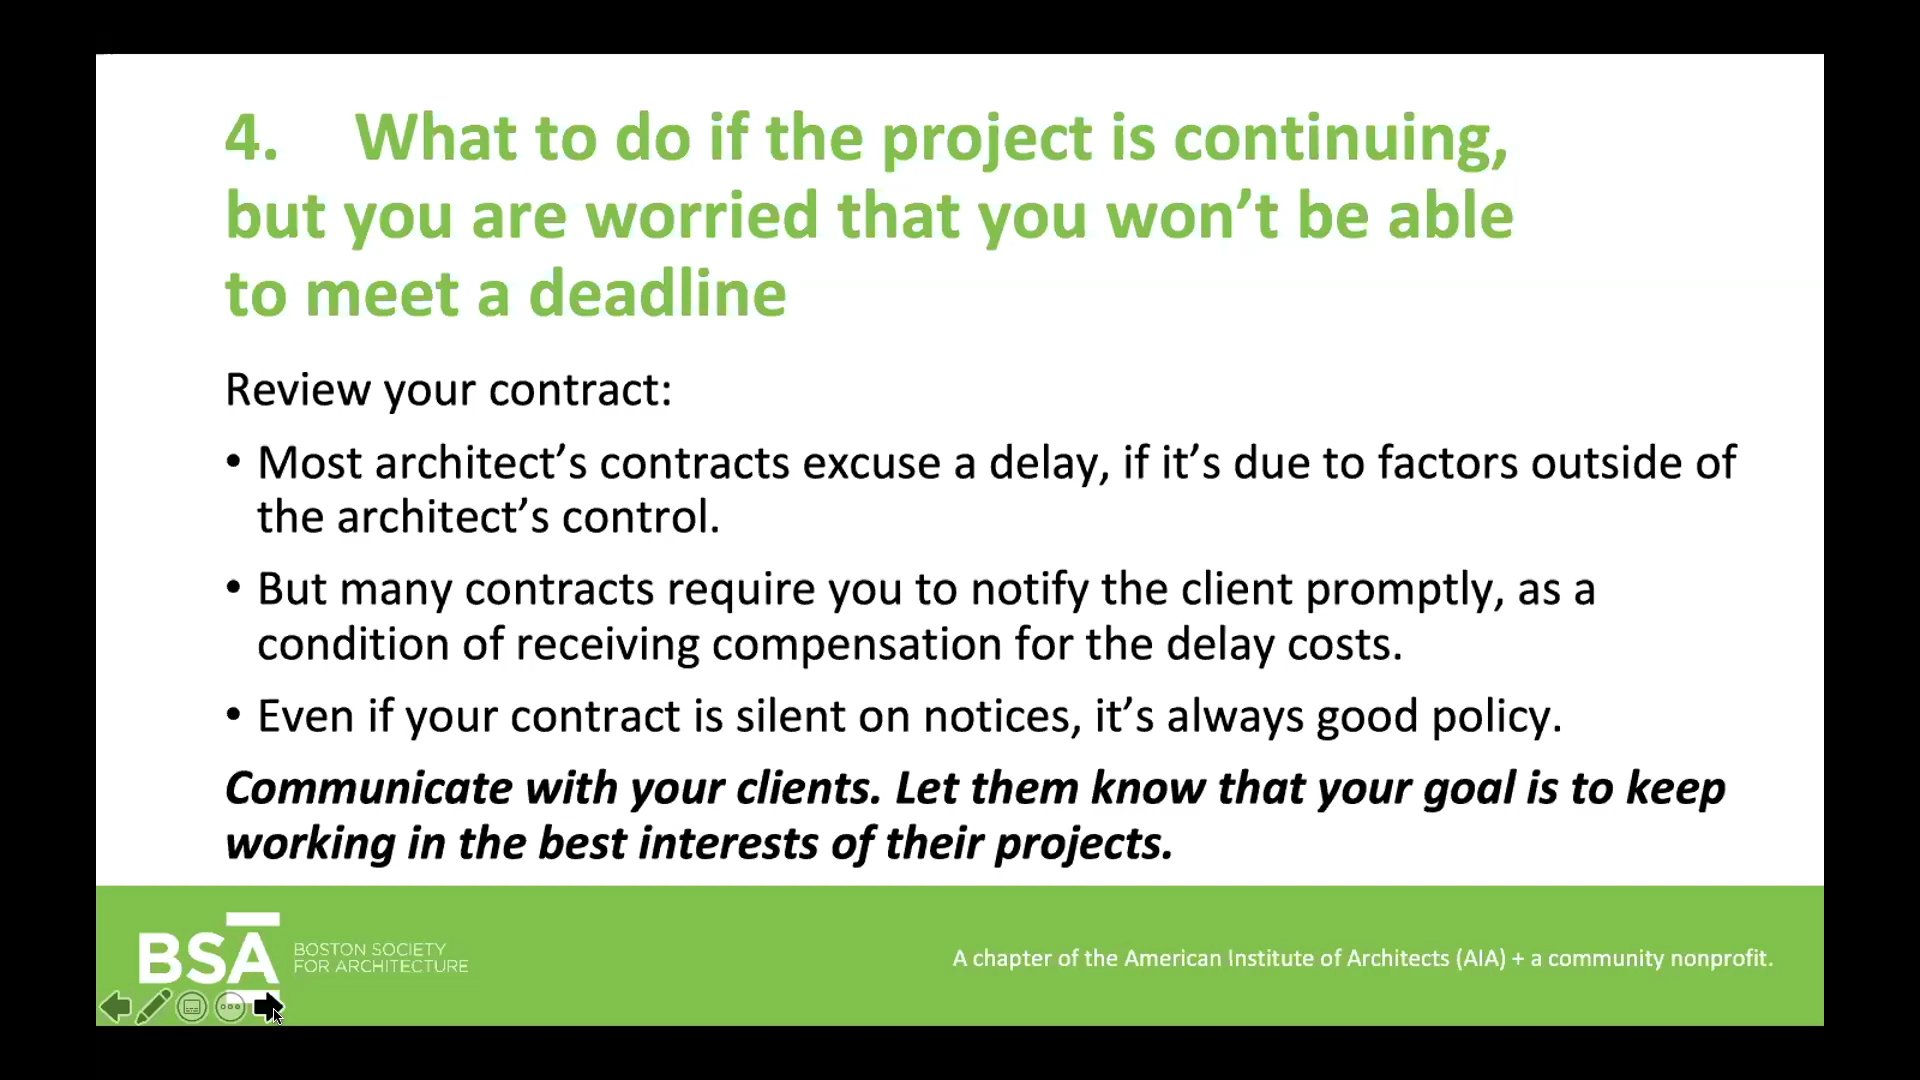 4. What to do if the project is continuing,
but you are worried that you won’t be able
to meet a deadline
Review your contract:
• Most architect’s contracts excuse a delay, if it’s due to factors outside of
the architect’s control.
• But many contracts require you to notify the client promptly, as a
condition of receiving compensation for the delay costs.
• Even if your contract is silent on notices, it’s always good policy.
Communicate with your clients. Let them know that your goal is to keep
working in the best interests of their projects.
BSA
BOSTON SOCIETY
FOR ARCHITECTURE
A chapter of the American Institute of Architects (AIA) + a community nonprofit.